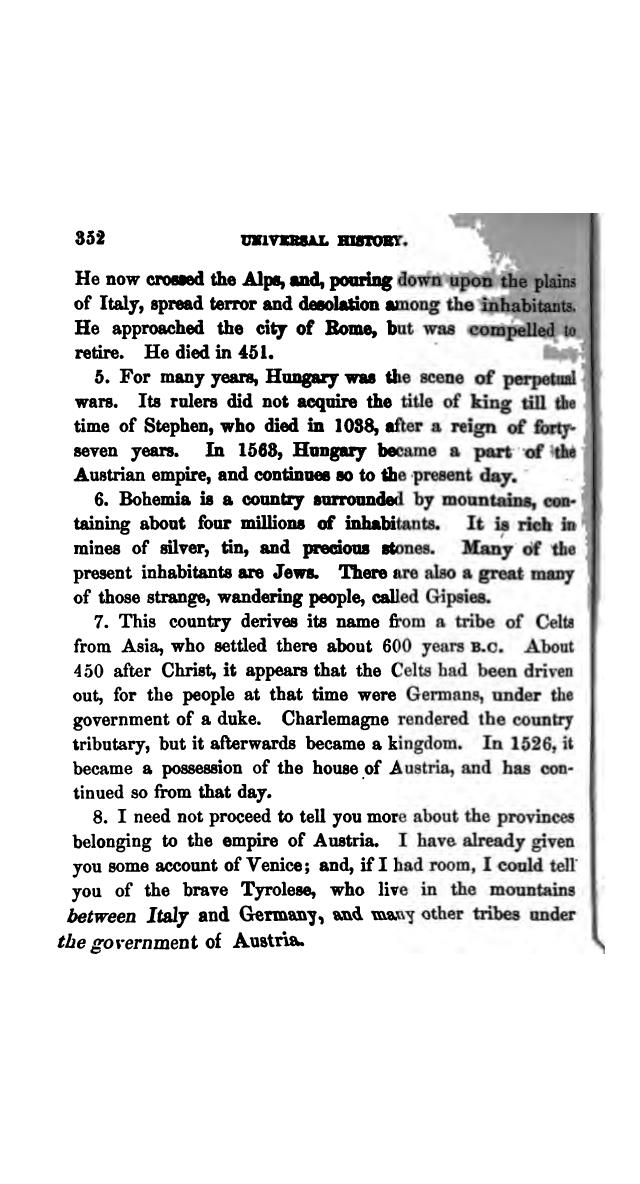 352 UNIVERSAL HISTORY.
He now crossed the Alps, and, pouring down upon the plains
of Italy, spread terror and desolation among the inhabitants.
He approached the city of Rome, but was compelled to
retire. He died in 451.
5. For many years, Hungary was the scene of perpetual
wars. Its rulers did not acquire the title of king till the
time of Stephen, who died in 1038, after a reign of forty-
seven years. In 1563, Hungary became a part of the
Austrian empire, and continues so to the present day.
6. Bohemia is a country surrounded by mountains, con-
taining about four millions of inhabitants. It is rich in
mines of silver, tin, and precious stones. Many of the
present inhabitants are Jews. There are also a great many
of those strange, wandering people, called Gipsies.
7. This country derives its name from a tribe of Celts
from Asia, who settled there about 600 years B.C. About
450 after Christ, it appears that the Celts had been driven
out, for the people at that time were Germans, under the
government of a duke. Charlemagne rendered the country
tributary, but it afterwards became a kingdom. In 1526, it
became a possession of the house of Austria, and has con-
tinued so from that day.
8. I need not proceed to tell you more about the provinces
belonging to the empire of Austria. I have already given
you some account of Venice; and, if I had room, I could tell
you of the brave Tyrolese, who live in the mountains
between Italy and Germany, and many other tribes under
the government of Austria.